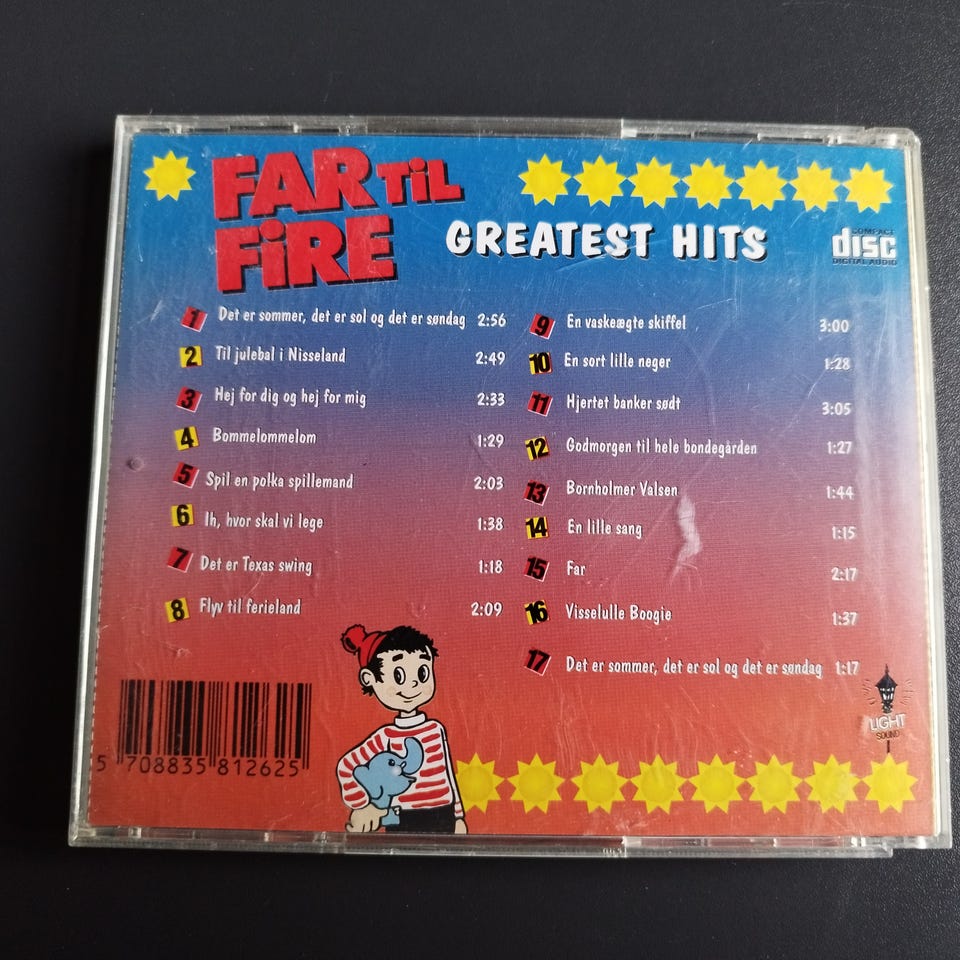 FAR TiL
FiRE
GREATEST HITS
COMPACT
disc
DIGITAL AUDIO
1 Det er sommer, det er sol og det er søndag 2:56
2 Til julebal i Nisseland 2:49
3 Hej for dig og hej for mig 2:33
4 Bommelommelom 1:29
5 Spil en polka spillemand 2:03
6 Ih, hvor skal vi lege 1:38
7 Det er Texas swing 1:18
8 Flyv til ferieland 2:09
9 En vaskeægte skiffel 3:00
10 En sort lille neger 1:28
11 Hjertet banker sødt 3:05
12 Godmorgen til hele bondegården 1:27
13 Bornholmer Valsen 1:44
14 En lille sang 1:15
15 Far 2:17
16 Visselulle Boogie 1:37
17 Det er sommer, det er sol og det er søndag 1:17
LIGHT
SOUND
5 708835 812625